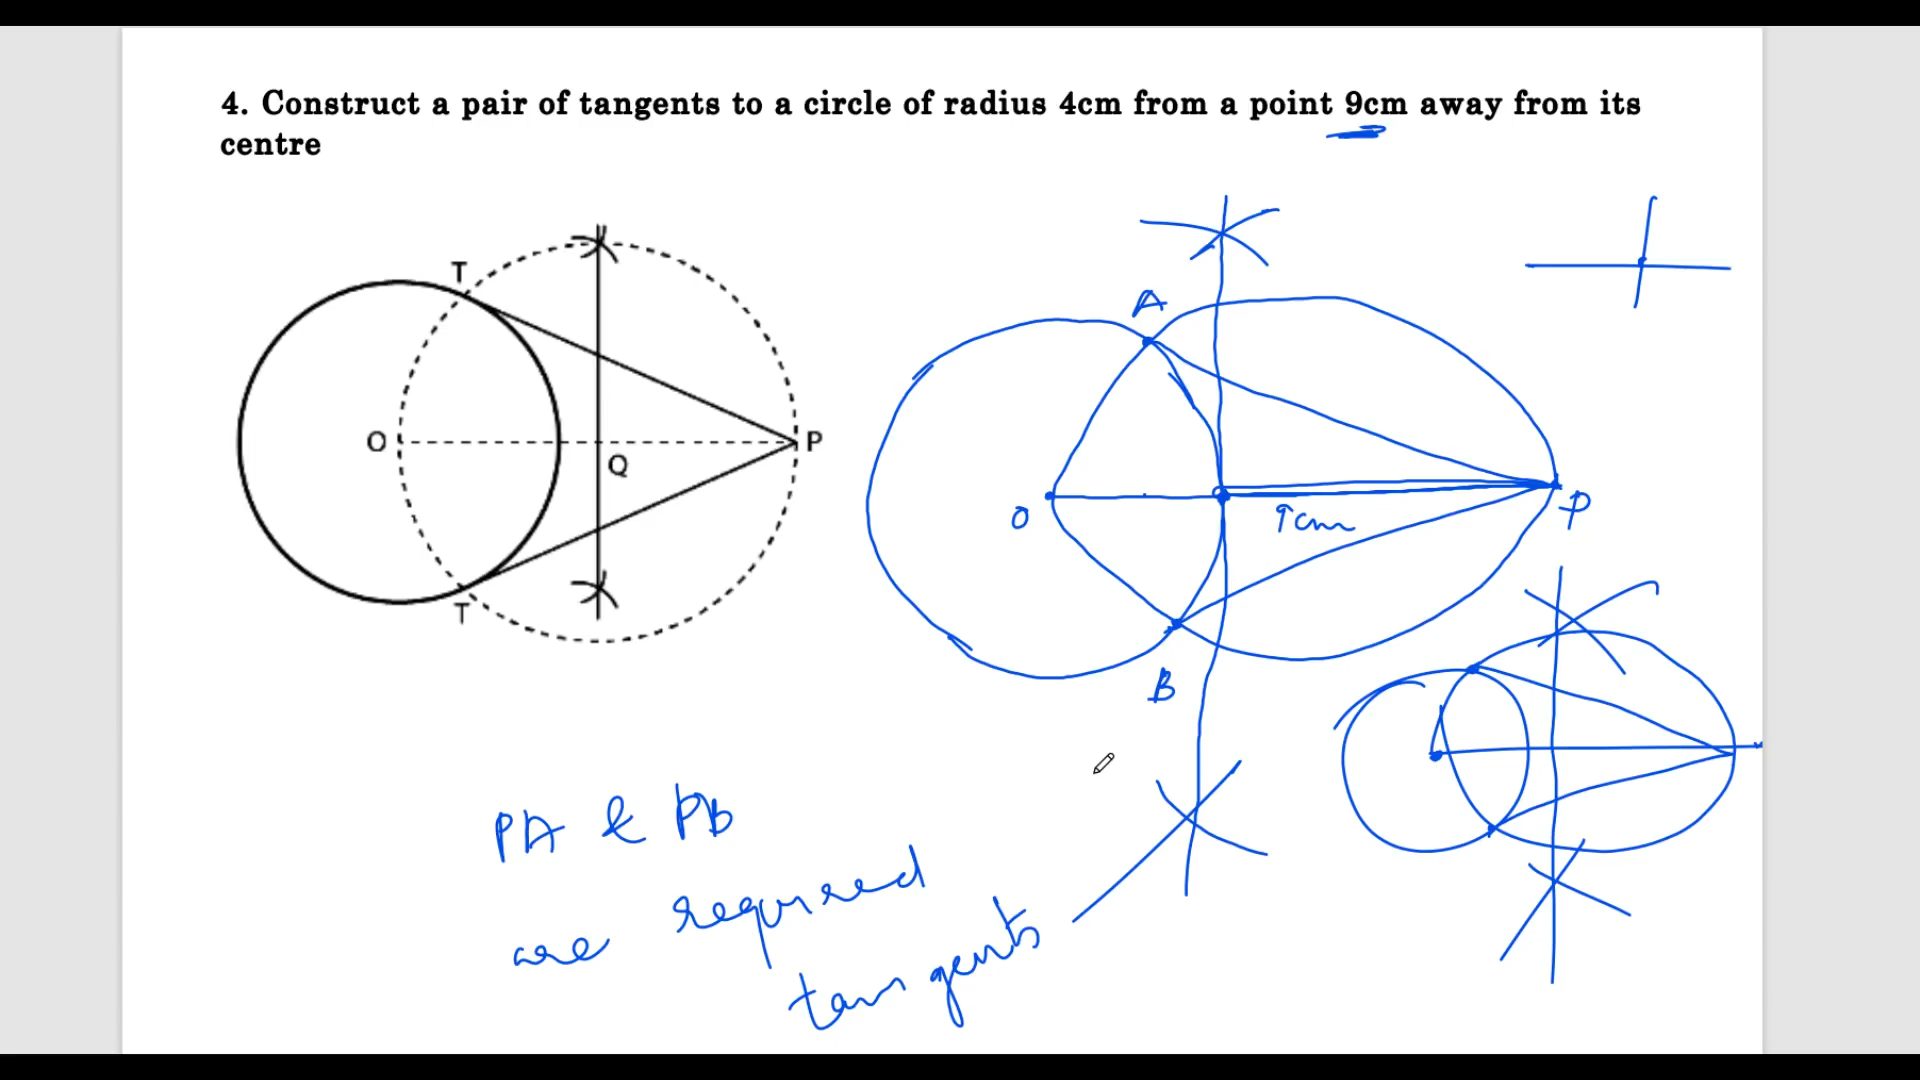 4. Construct a pair of tangents to a circle of radius 4cm from a point 9cm away from its
centre
T
O
Q
P
T
A
O
9cm
P
B
PA & PB
are required
tangents